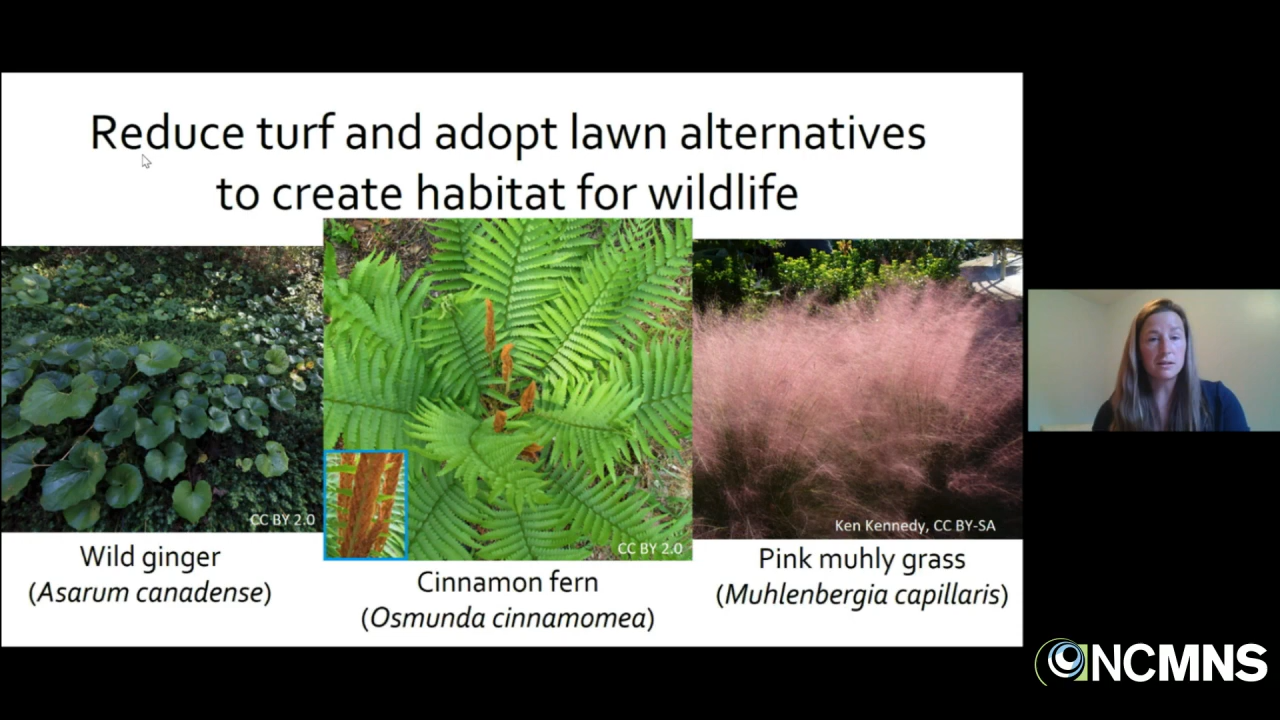 Reduce turf and adopt lawn alternatives
to create habitat for wildlife
CC BY 2.0
CC BY 2.0
Ken Kennedy, CC BY-SA
Wild ginger
(Asarum canadense)
Cinnamon fern
(Osmunda cinnamomea)
Pink muhly grass
(Muhlenbergia capillaris)
NCMNS